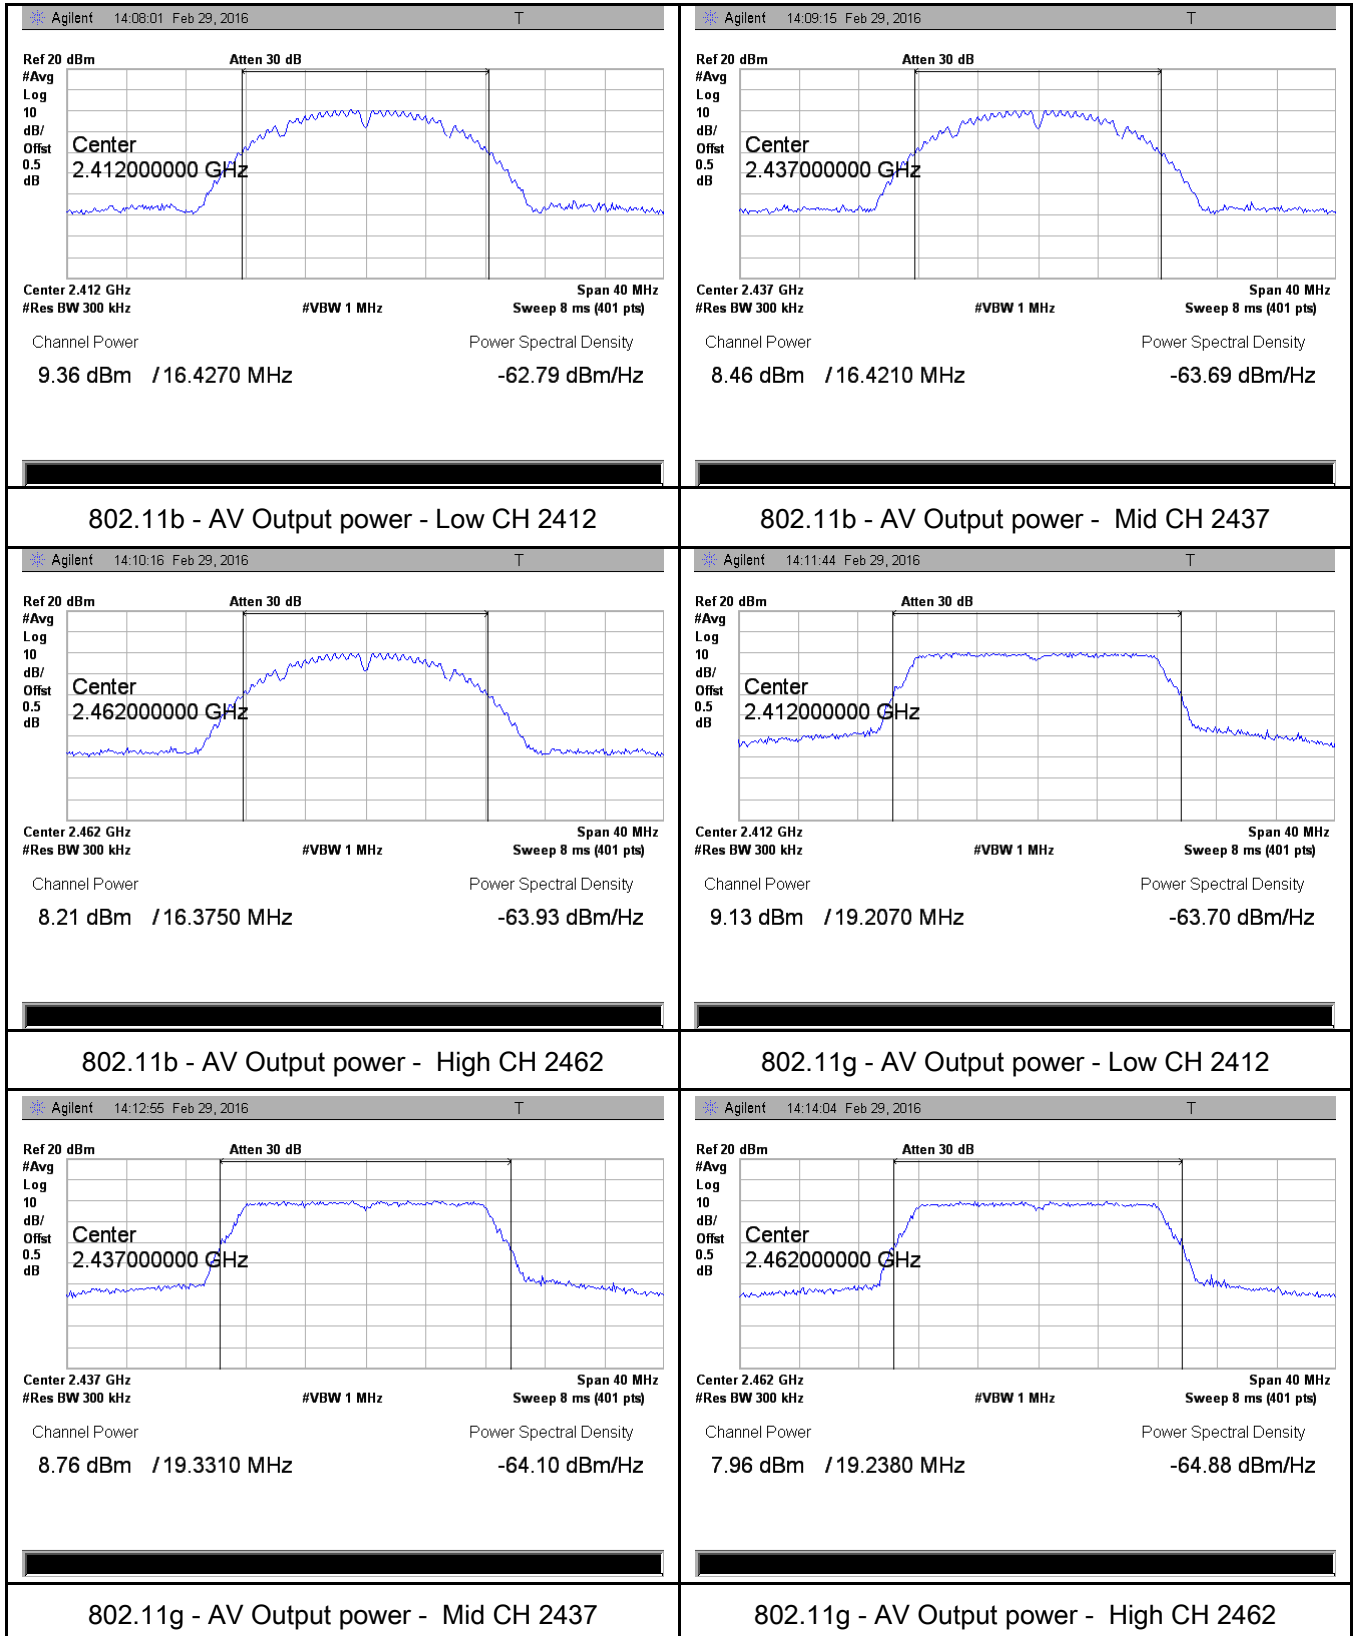 Agilent 14:08:01 Feb 29, 2016 T
Ref 20 dBm Atten 30 dB
#Avg
Log
10
dB/
Offst
0.5
dB
Center
2.412000000 GHz
Center 2.412 GHz Span 40 MHz
#Res BW 300 kHz #VBW 1 MHz Sweep 8 ms (401 pts)
Channel Power Power Spectral Density
9.36 dBm / 16.4270 MHz -62.79 dBm/Hz
802.11b - AV Output power - Low CH 2412
Agilent 14:09:15 Feb 29, 2016 T
Ref 20 dBm Atten 30 dB
#Avg
Log
10
dB/
Offst
0.5
dB
Center
2.437000000 GHz
Center 2.437 GHz Span 40 MHz
#Res BW 300 kHz #VBW 1 MHz Sweep 8 ms (401 pts)
Channel Power Power Spectral Density
8.46 dBm / 16.4210 MHz -63.69 dBm/Hz
802.11b - AV Output power - Mid CH 2437
Agilent 14:10:16 Feb 29, 2016 T
Ref 20 dBm Atten 30 dB
#Avg
Log
10
dB/
Offst
0.5
dB
Center
2.462000000 GHz
Center 2.462 GHz Span 40 MHz
#Res BW 300 kHz #VBW 1 MHz Sweep 8 ms (401 pts)
Channel Power Power Spectral Density
8.21 dBm / 16.3750 MHz -63.93 dBm/Hz
802.11b - AV Output power - High CH 2462
Agilent 14:11:44 Feb 29, 2016 T
Ref 20 dBm Atten 30 dB
#Avg
Log
10
dB/
Offst
0.5
dB
Center
2.412000000 GHz
Center 2.412 GHz Span 40 MHz
#Res BW 300 kHz #VBW 1 MHz Sweep 8 ms (401 pts)
Channel Power Power Spectral Density
9.13 dBm / 19.2070 MHz -63.70 dBm/Hz
802.11g - AV Output power - Low CH 2412
Agilent 14:12:55 Feb 29, 2016 T
Ref 20 dBm Atten 30 dB
#Avg
Log
10
dB/
Offst
0.5
dB
Center
2.437000000 GHz
Center 2.437 GHz Span 40 MHz
#Res BW 300 kHz #VBW 1 MHz Sweep 8 ms (401 pts)
Channel Power Power Spectral Density
8.76 dBm / 19.3310 MHz -64.10 dBm/Hz
802.11g - AV Output power - Mid CH 2437
Agilent 14:14:04 Feb 29, 2016 T
Ref 20 dBm Atten 30 dB
#Avg
Log
10
dB/
Offst
0.5
dB
Center
2.462000000 GHz
Center 2.462 GHz Span 40 MHz
#Res BW 300 kHz #VBW 1 MHz Sweep 8 ms (401 pts)
Channel Power Power Spectral Density
7.96 dBm / 19.2380 MHz -64.88 dBm/Hz
802.11g - AV Output power - High CH 2462